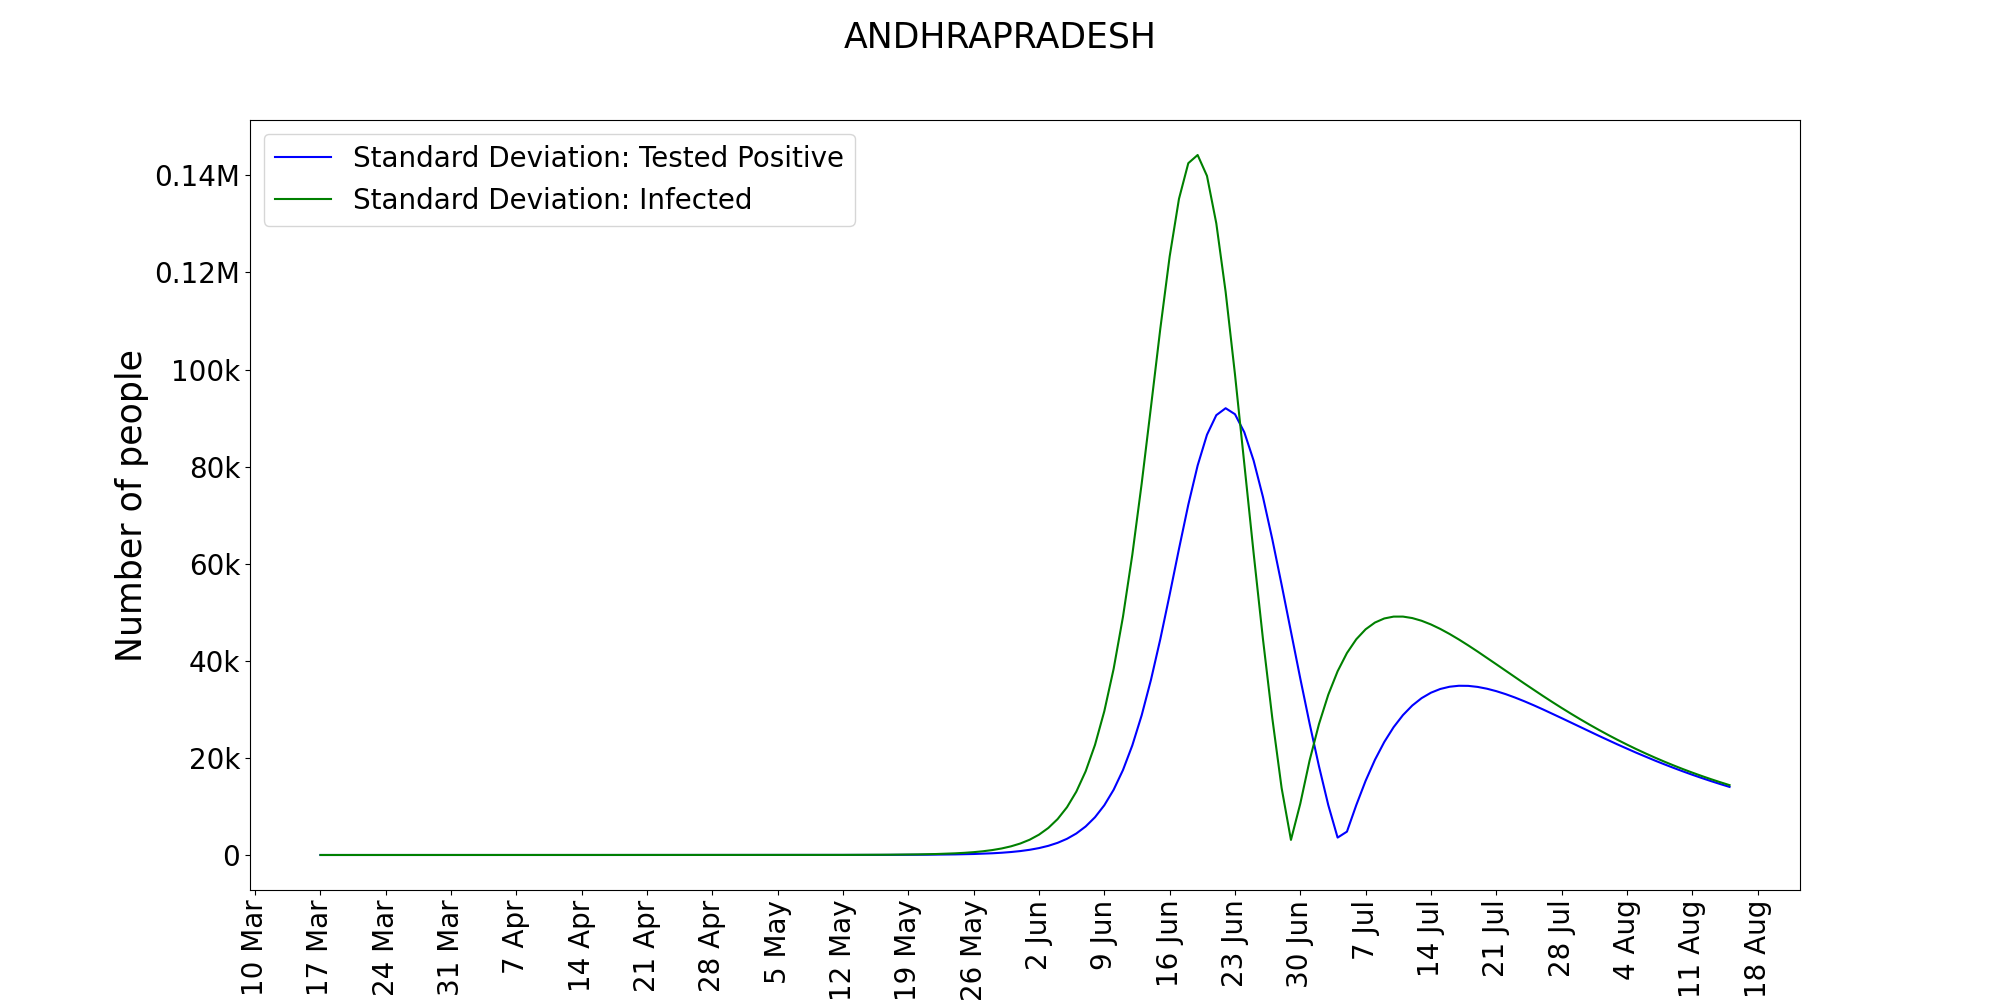 ANDHRAPRADESH
Standard Deviation: Tested Positive
Standard Deviation: Infected
Number of people
0.14M
0.12M
100k
80k
60k
40k
20k
0
10 Mar
17 Mar
24 Mar
31 Mar
7 Apr
14 Apr
21 Apr
28 Apr
5 May
12 May
19 May
26 May
2 Jun
9 Jun
16 Jun
23 Jun
30 Jun
7 Jul
14 Jul
21 Jul
28 Jul
4 Aug
11 Aug
18 Aug